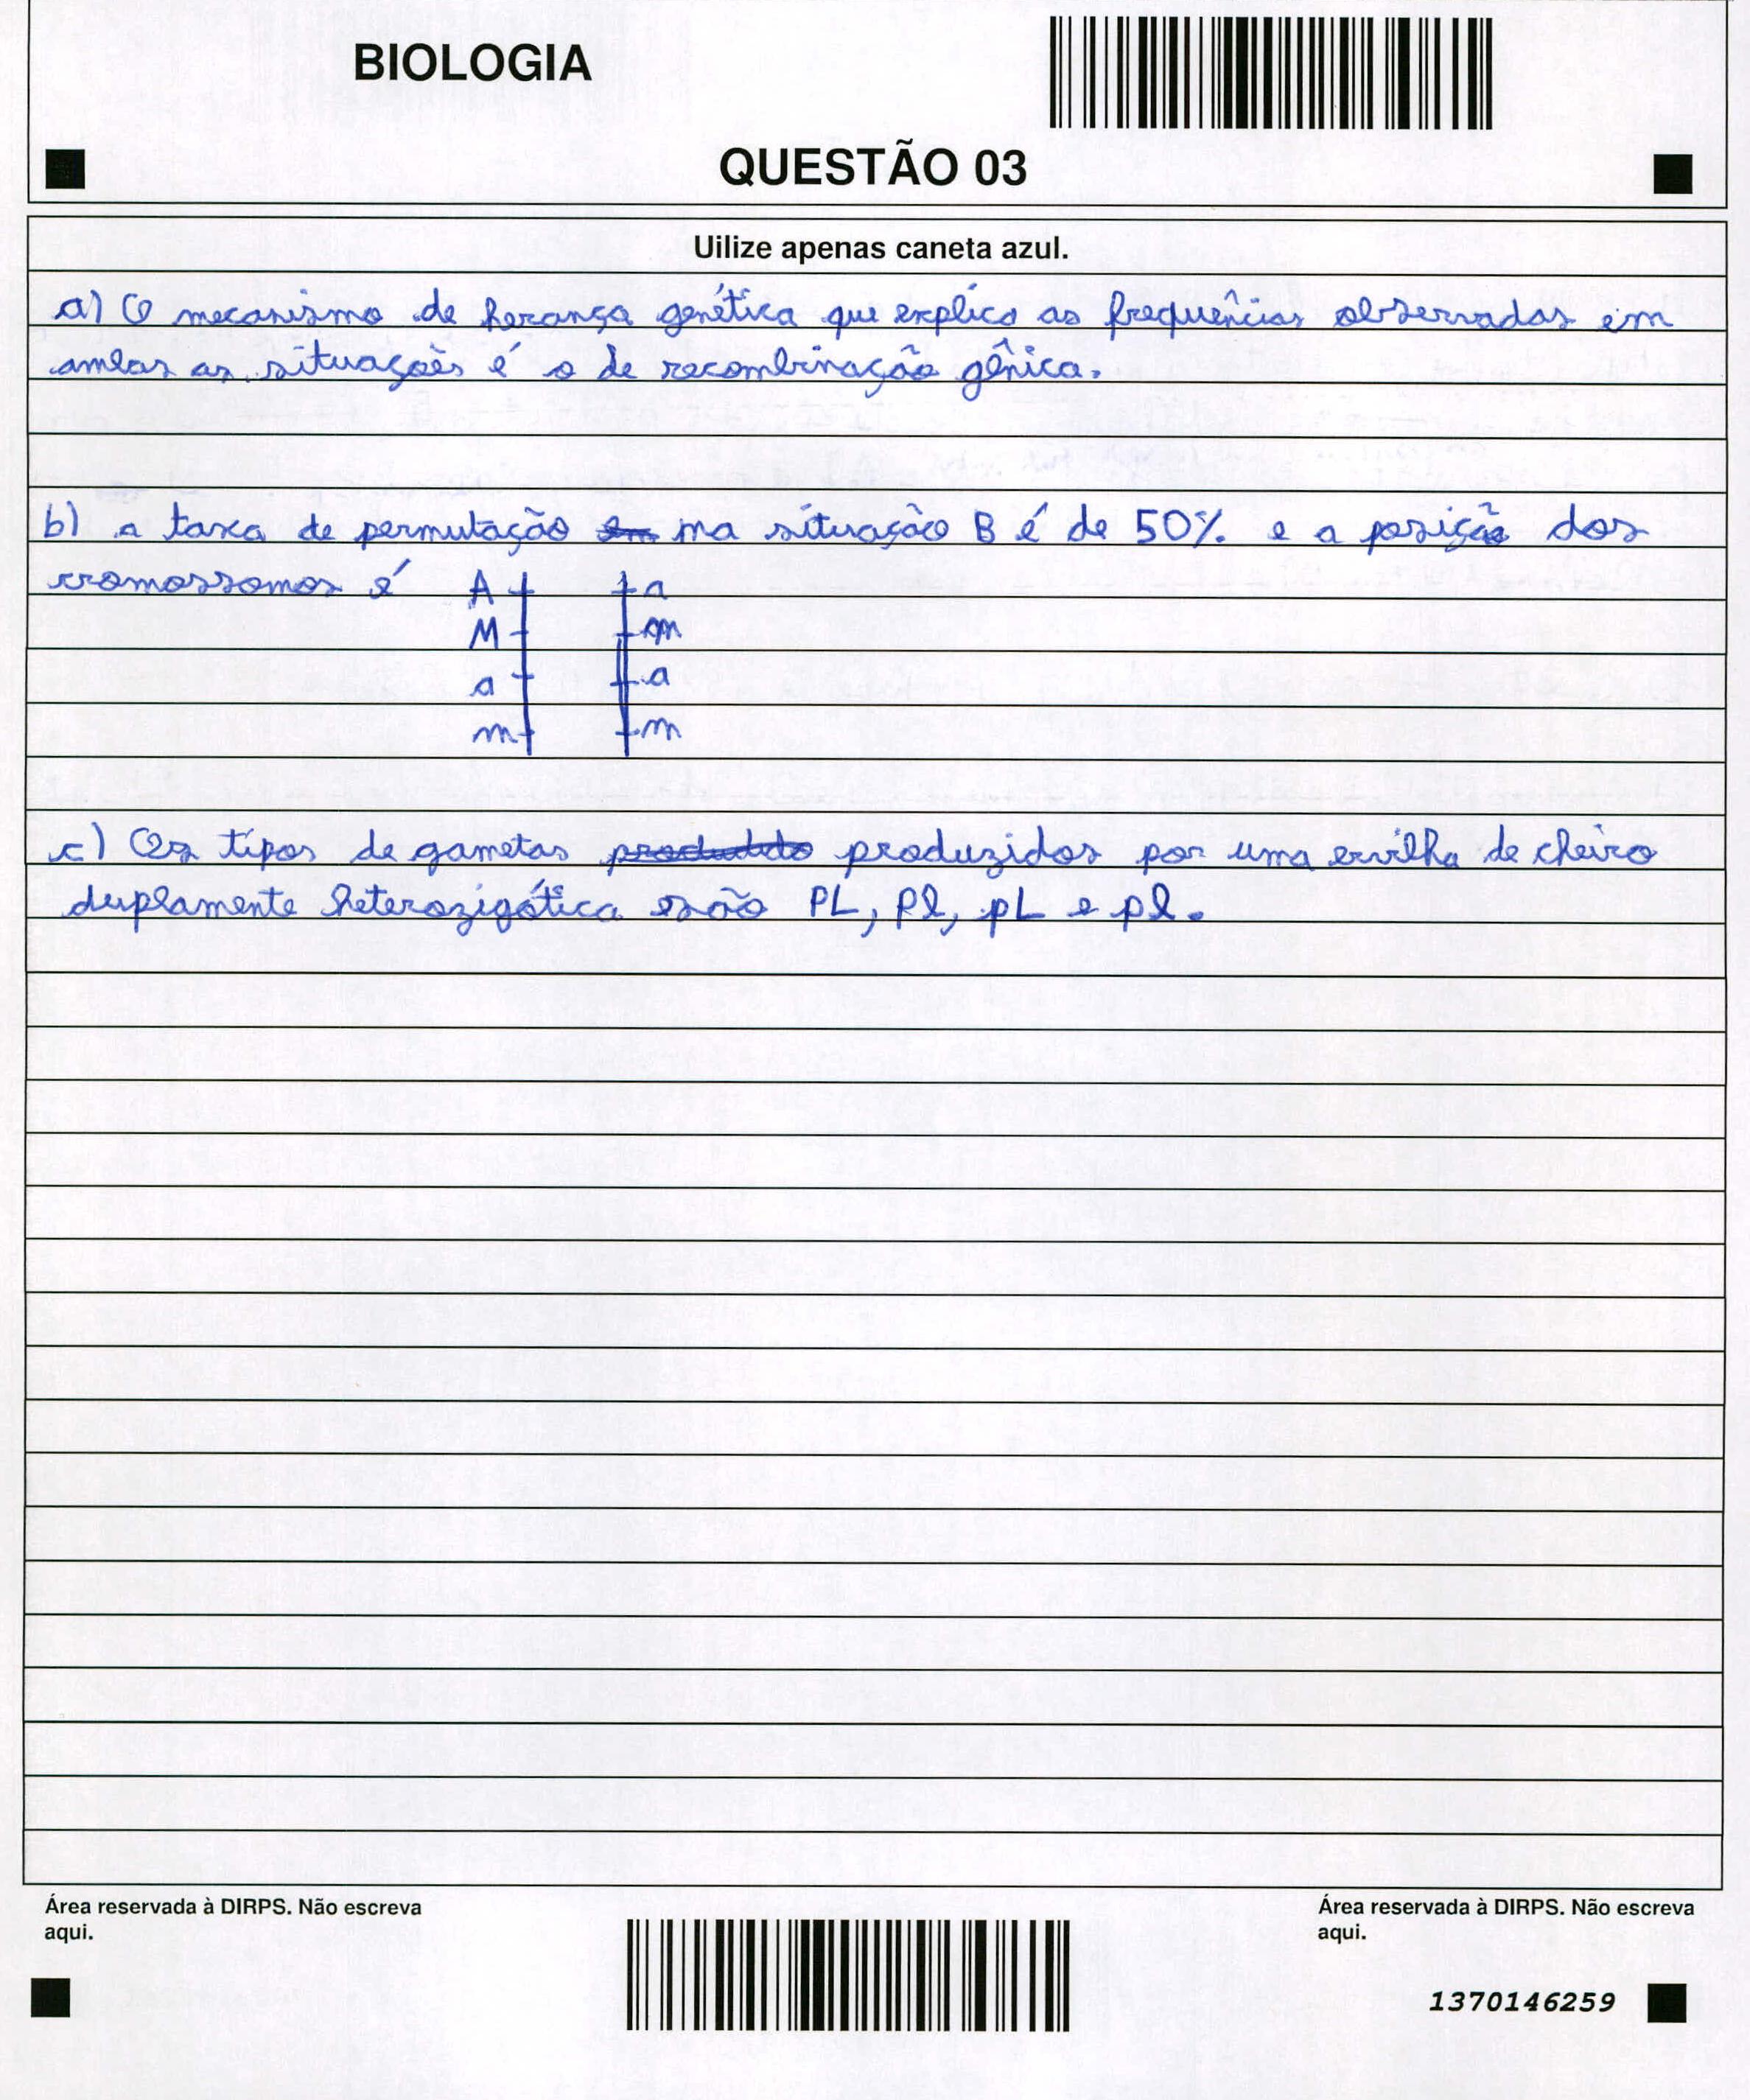 BIOLOGIA
QUESTÃO 03
Uilize apenas caneta azul.
a) O mecanismo de herança genética que explica as frequências observadas em
ambas as situações é o de recombinação gênica.
b) a taxa de permutação em na situação B é de 50% e a posição dos
cromossomos é A a
M m
a a
m m
c) Os tipos de gametas produzidos por uma ervilha de cheiro
duplamente heterozigótica são PL, Pl, pL e pl.
Área reservada à DIRPS. Não escreva
aqui.
Área reservada à DIRPS. Não escreva
aqui.
1370146259